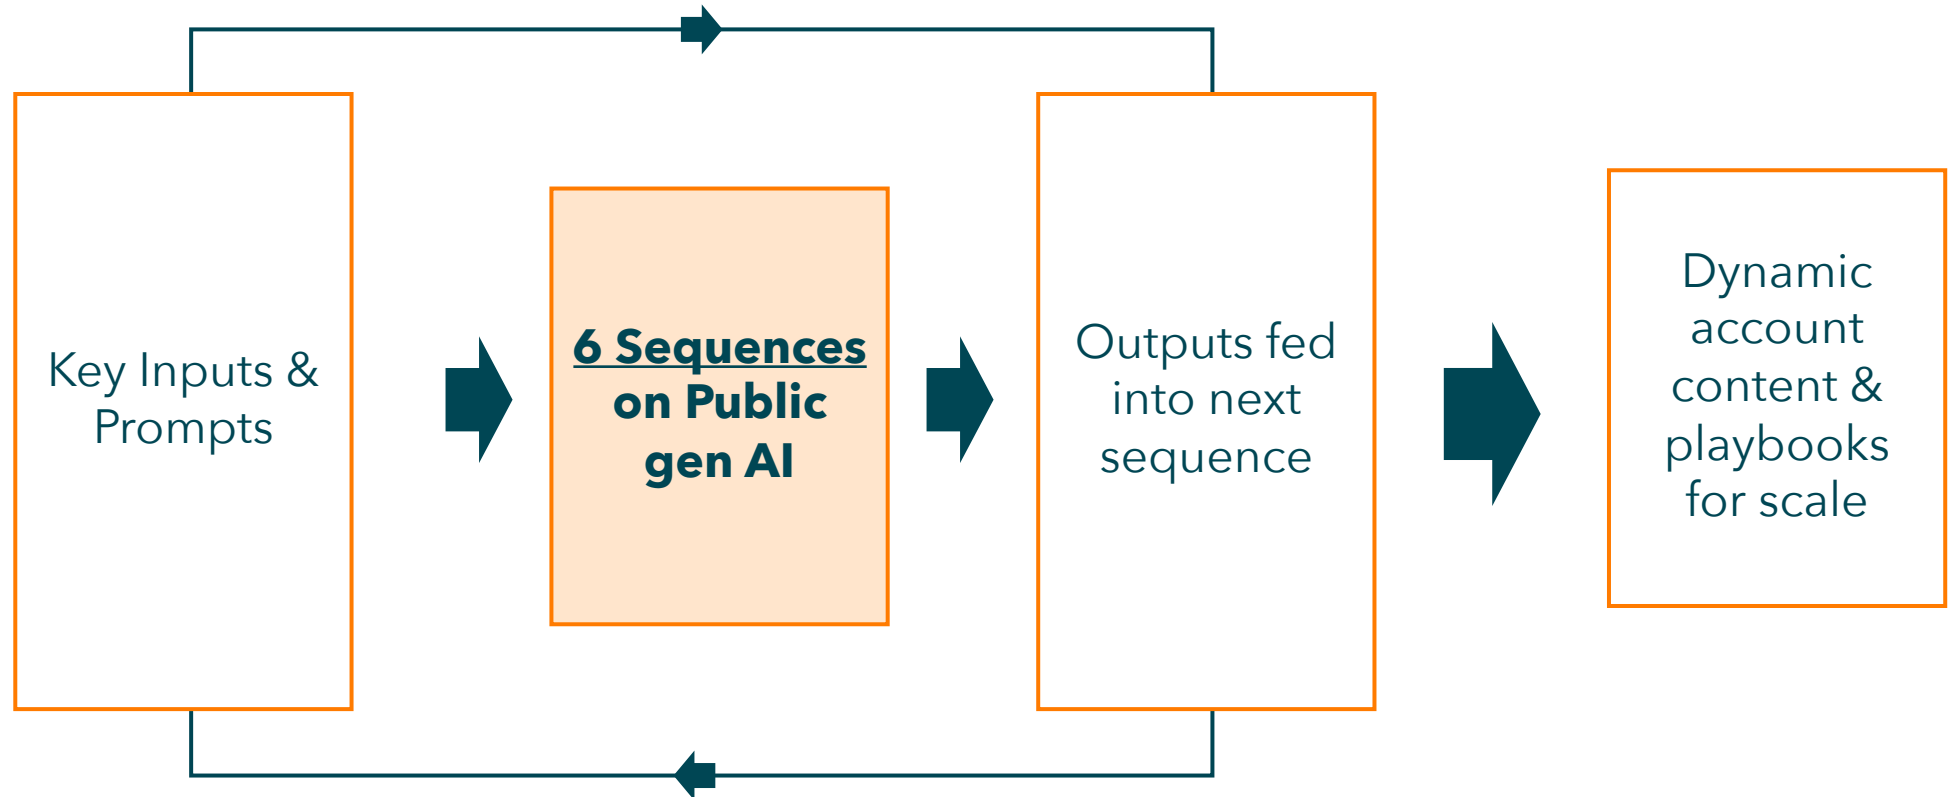 Key Inputs &
Prompts
6 Sequences
on Public
gen AI
Outputs fed
into next
sequence
Dynamic
account
content &
playbooks
for scale